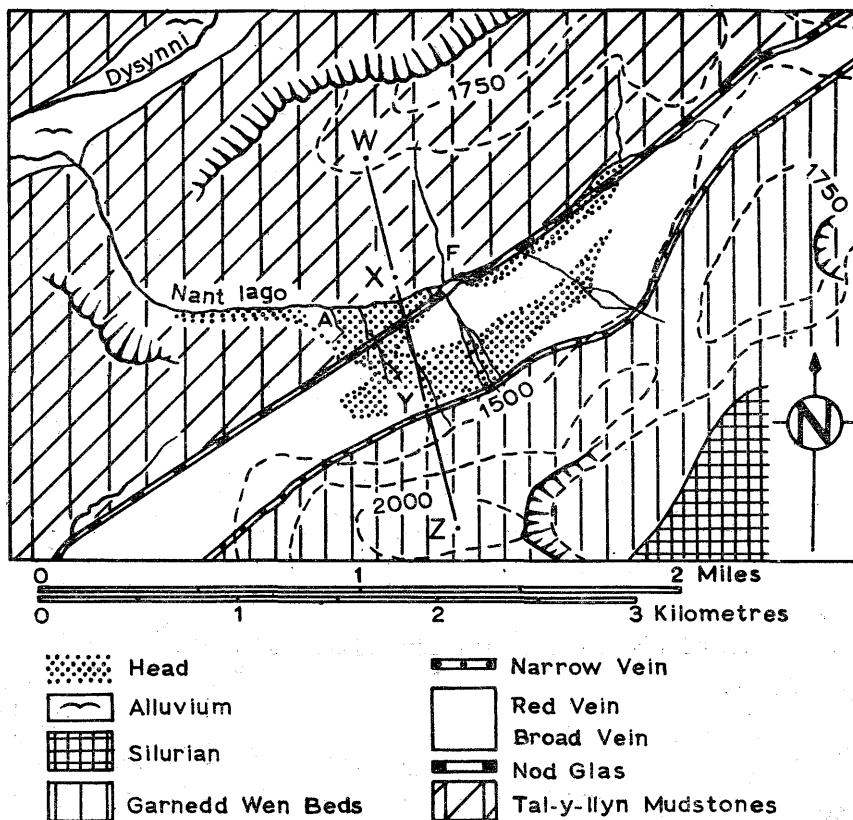 Dysynni
1750
W
1750
F
X
Nant Iago
A
Y
1500
N
2000
Z
0 1 2 Miles
0 1 2 3 Kilometres
Head
Alluvium
Silurian
Garnedd Wen Beds
Narrow Vein
Red Vein
Broad Vein
Nod Glas
Tal-y-llyn Mudstones